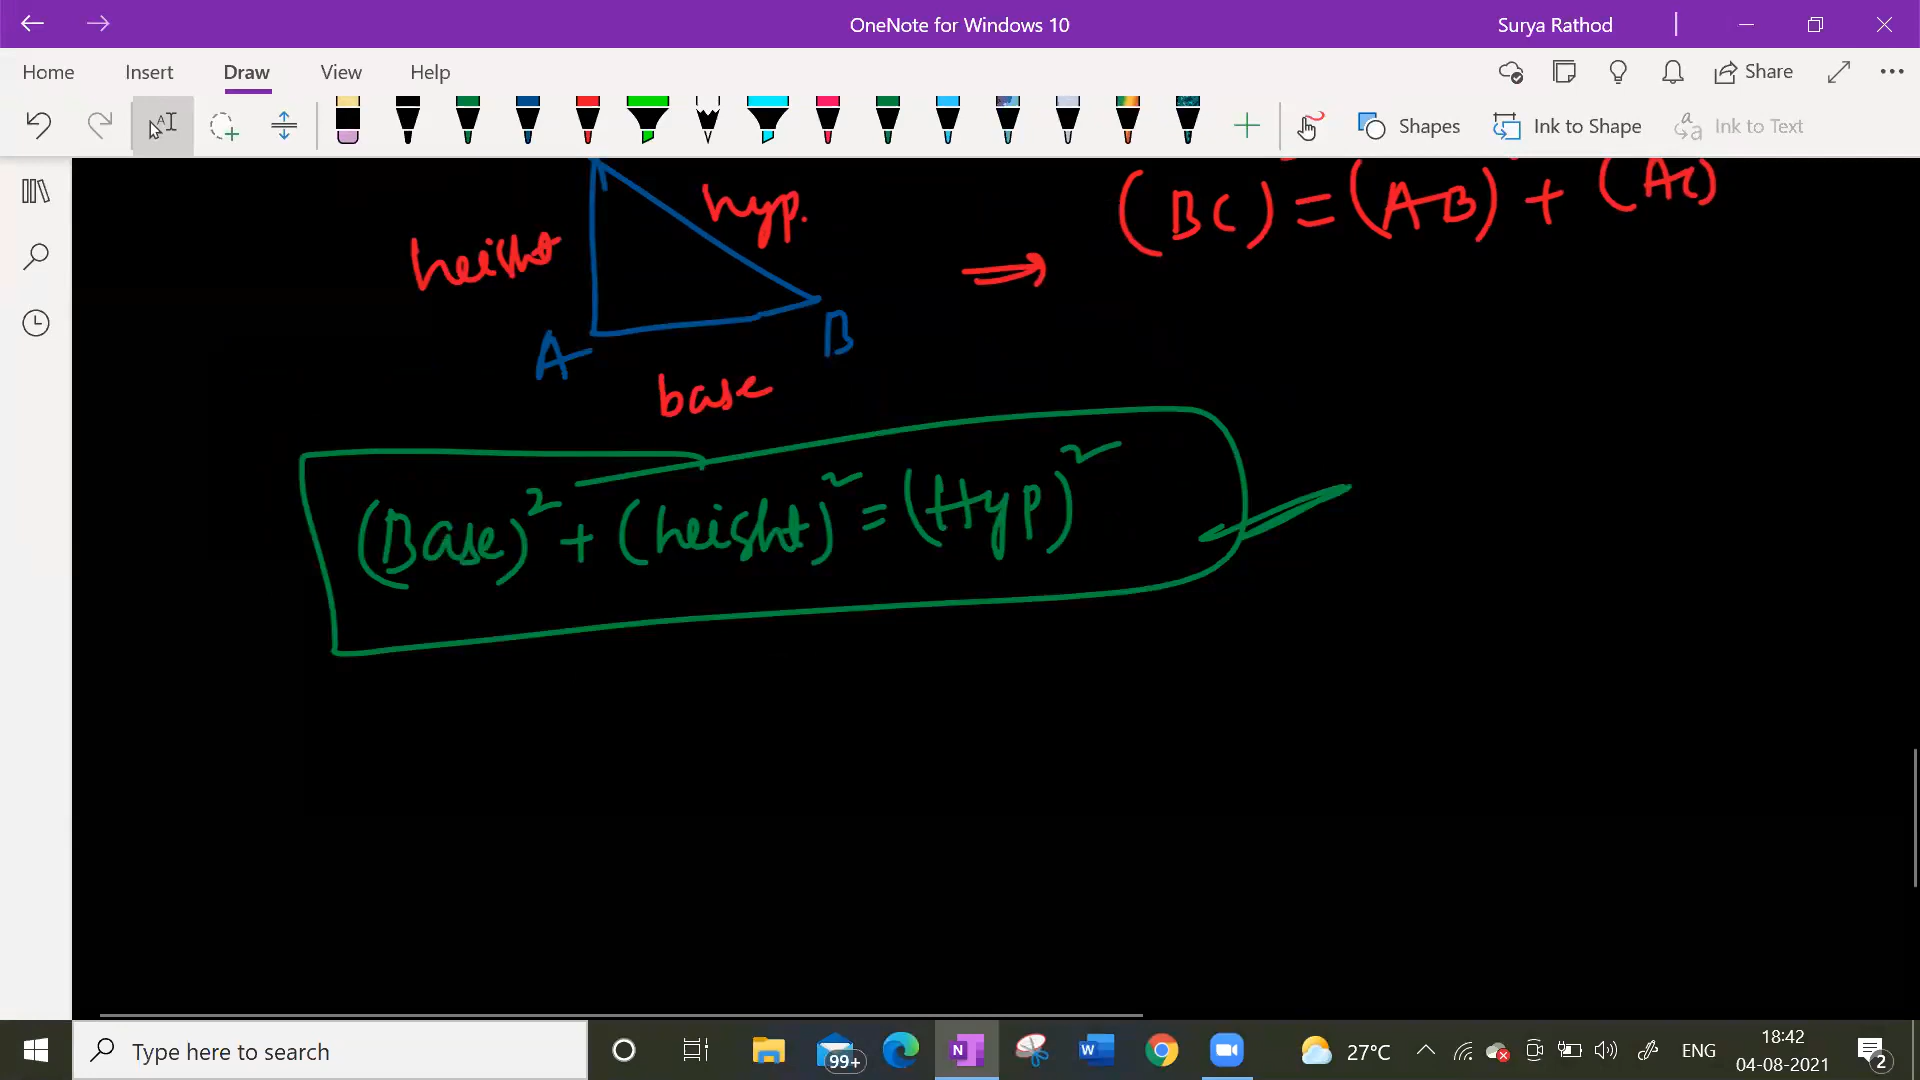 OneNote for Windows 10
Surya Rathod
Home Insert Draw View Help
Share
Shapes Ink to Shape Ink to Text
hyp.
(BC) = (AB) + (AC)
height
⇒
A B
base
(Base)² + (height)² = (Hyp)²
Type here to search
99+
27°C
ENG
18:42
04-08-2021
2